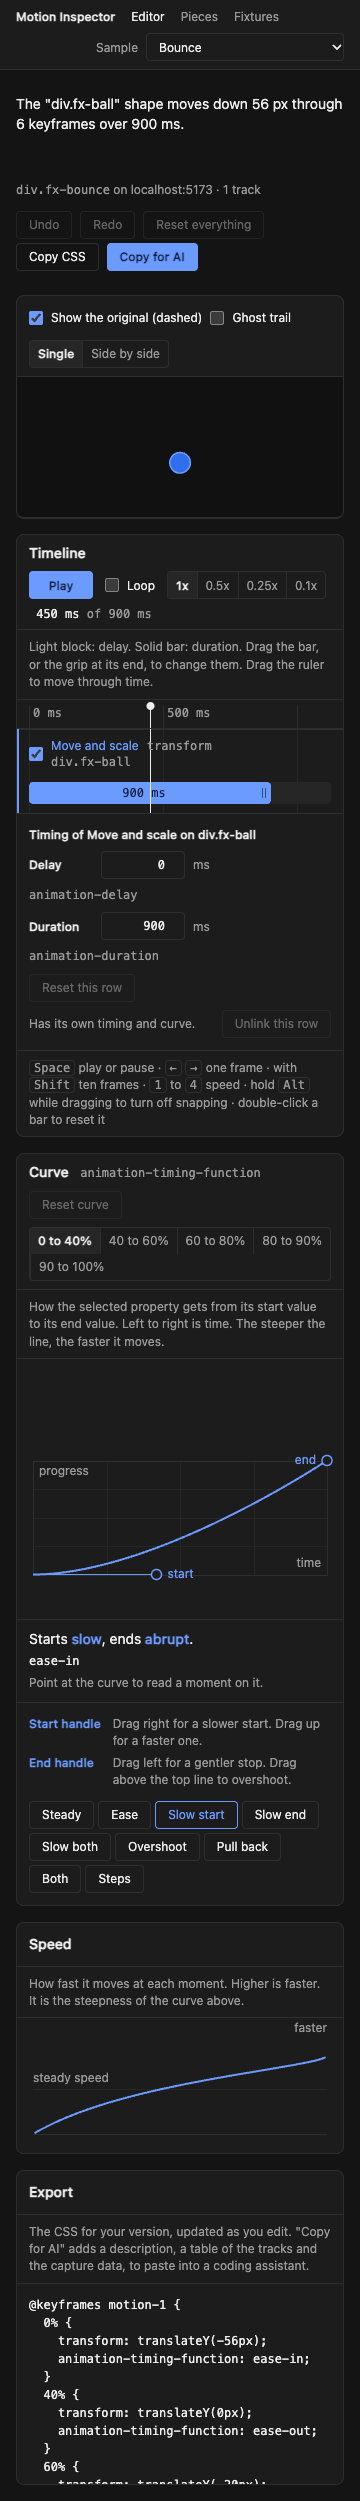 Motion Inspector Editor Pieces Fixtures
Sample Bounce
The "div.fx-ball" shape moves down 56 px through
6 keyframes over 900 ms.
div.fx-bounce on localhost:5173 · 1 track
Undo Redo Reset everything
Copy CSS Copy for AI
Show the original (dashed) Ghost trail
Single Side by side
Timeline
Play Loop 1x 0.5x 0.25x 0.1x
450 ms of 900 ms
Light block: delay. Solid bar: duration. Drag the bar,
or the grip at its end, to change them. Drag the ruler
to move through time.
0 ms 500 ms
Move and scale transform
div.fx-ball
900 ms
Timing of Move and scale on div.fx-ball
Delay 0 ms
animation-delay
Duration 900 ms
animation-duration
Reset this row
Has its own timing and curve. Unlink this row
Space play or pause · ← → one frame · with
Shift ten frames · 1 to 4 speed · hold Alt
while dragging to turn off snapping · double-click a
bar to reset it
Curve animation-timing-function
Reset curve
0 to 40% 40 to 60% 60 to 80% 80 to 90%
90 to 100%
How the selected property gets from its start value
to its end value. Left to right is time. The steeper the
line, the faster it moves.
end
progress
time
start
Starts slow, ends abrupt.
ease-in
Point at the curve to read a moment on it.
Start handle Drag right for a slower start. Drag up
for a faster one.
End handle Drag left for a gentler stop. Drag
above the top line to overshoot.
Steady Ease Slow start Slow end
Slow both Overshoot Pull back
Both Steps
Speed
How fast it moves at each moment. Higher is faster.
It is the steepness of the curve above.
faster
steady speed
Export
The CSS for your version, updated as you edit. "Copy
for AI" adds a description, a table of the tracks and
the capture data, to paste into a coding assistant.
@keyframes motion-1 {
0% {
transform: translateY(-56px);
animation-timing-function: ease-in;
}
40% {
transform: translateY(0px);
animation-timing-function: ease-out;
}
60% {
transform: translateY(-20px);